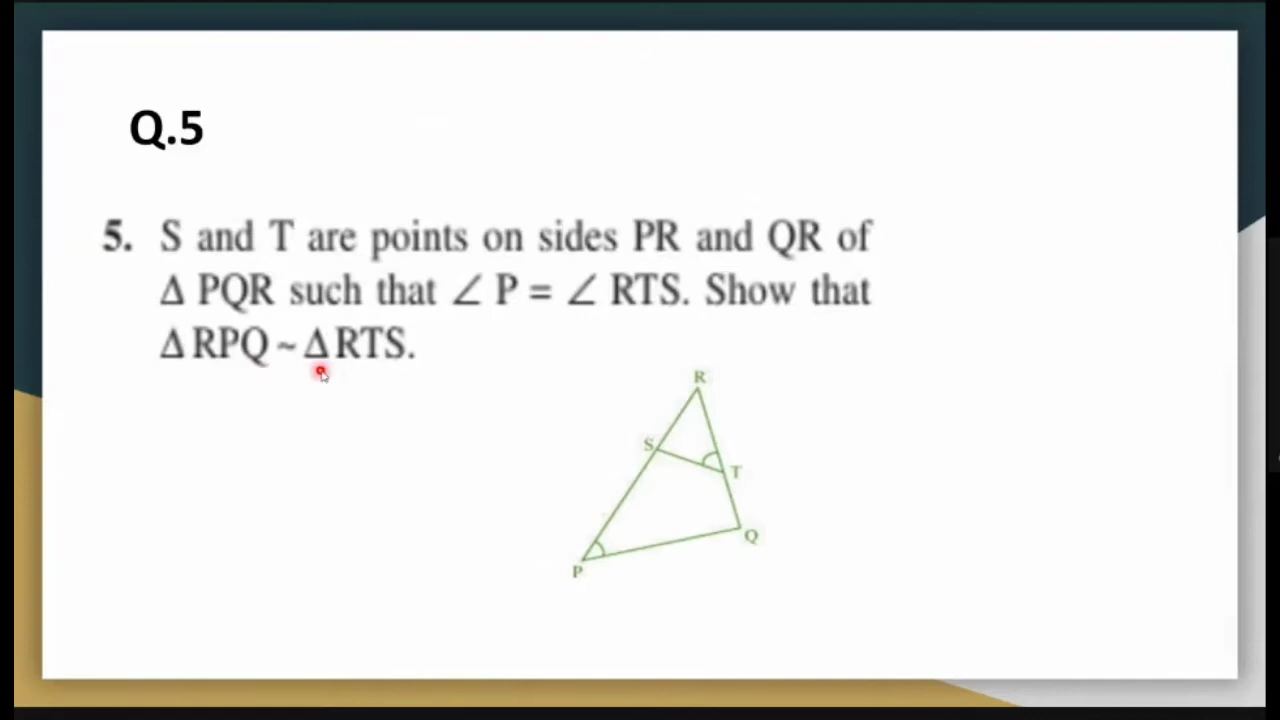 Q.5
5. S and T are points on sides PR and QR of
Δ PQR such that ∠ P = ∠ RTS. Show that
Δ RPQ ~ Δ RTS.
R
S
T
Q
P